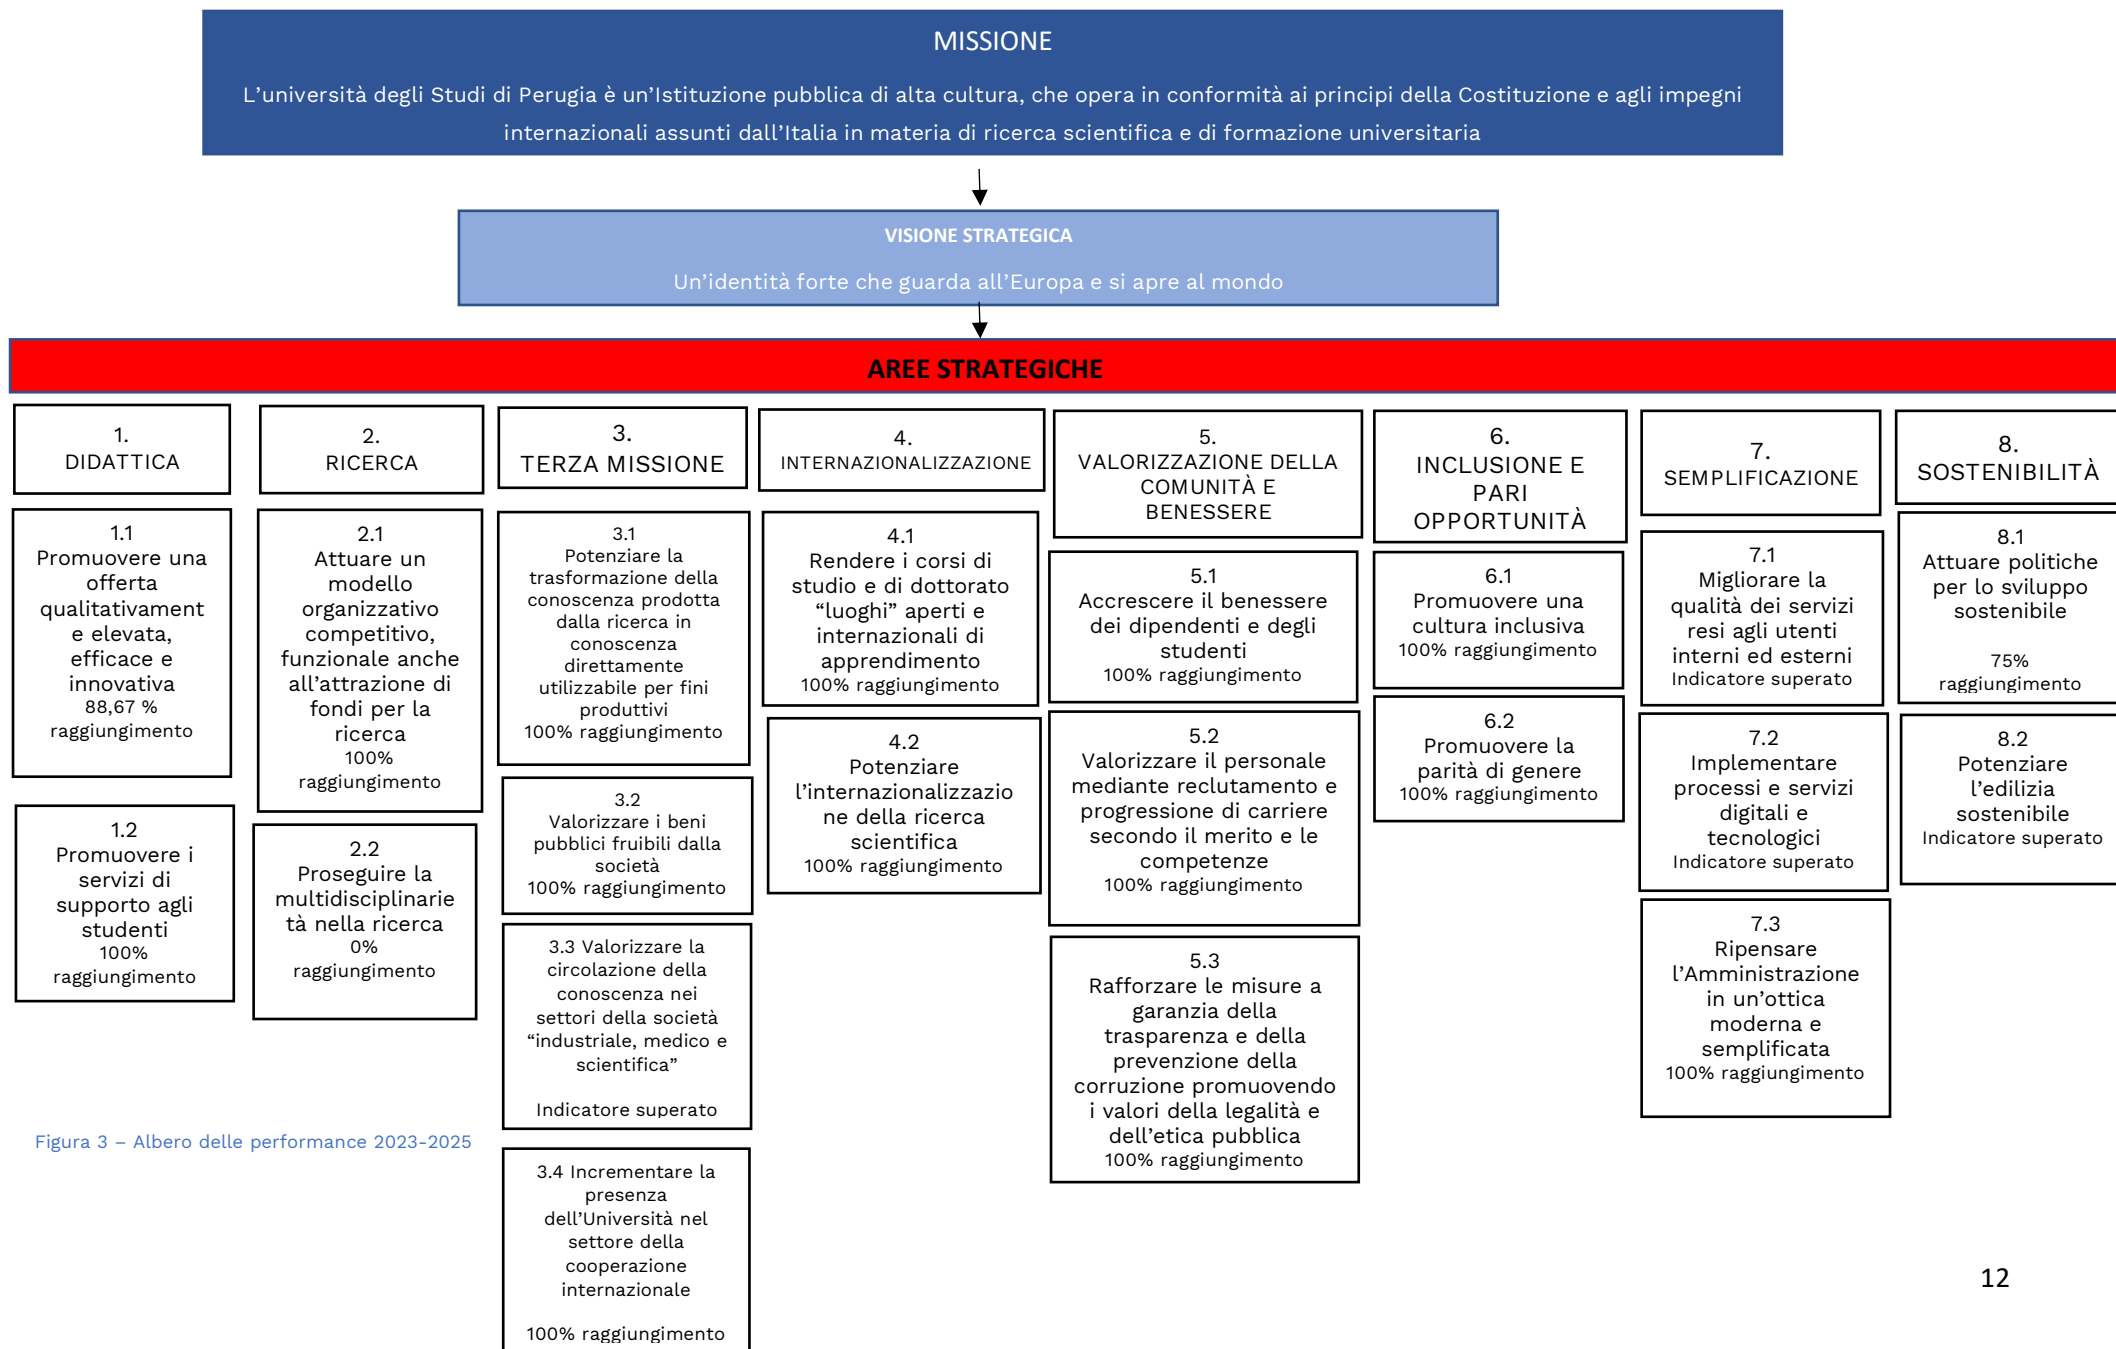 MISSIONE
L'università degli Studi di Perugia è un'Istituzione pubblica di alta cultura, che opera in conformità ai principi della Costituzione e agli impegni
internazionali assunti dall'Italia in materia di ricerca scientifica e di formazione universitaria
VISIONE STRATEGICA
Un'identità forte che guarda all'Europa e si apre al mondo
AREE STRATEGICHE
1.
DIDATTICA
1.1
Promuovere una
offerta
qualitativament
e elevata,
efficace e
innovativa
88,67 %
raggiungimento
1.2
Promuovere i
servizi di
supporto agli
studenti
100%
raggiungimento
2.
RICERCA
2.1
Attuare un
modello
organizzativo
competitivo,
funzionale anche
all'attrazione di
fondi per la
ricerca
100%
raggiungimento
2.2
Proseguire la
multidisciplinarie
tà nella ricerca
0%
raggiungimento
3.
TERZA MISSIONE
3.1
Potenziare la
trasformazione della
conoscenza prodotta
dalla ricerca in
conoscenza
direttamente
utilizzabile per fini
produttivi
100% raggiungimento
3.2
Valorizzare i beni
pubblici fruibili dalla
società
100% raggiungimento
3.3 Valorizzare la
circolazione della
conoscenza nei
settori della società
“industriale, medico e
scientifica”
Indicatore superato
3.4 Incrementare la
presenza
dell'Università nel
settore della
cooperazione
internazionale
100% raggiungimento
4.
INTERNAZIONALIZZAZIONE
4.1
Rendere i corsi di
studio e di dottorato
“luoghi” aperti e
internazionali di
apprendimento
100% raggiungimento
4.2
Potenziare
l'internazionalizzazio
ne della ricerca
scientifica
100% raggiungimento
5.
VALORIZZAZIONE DELLA
COMUNITÀ E
BENESSERE
5.1
Accrescere il benessere
dei dipendenti e degli
studenti
100% raggiungimento
5.2
Valorizzare il personale
mediante reclutamento e
progressione di carriere
secondo il merito e le
competenze
100% raggiungimento
5.3
Rafforzare le misure a
garanzia della
trasparenza e della
prevenzione della
corruzione promuovendo
i valori della legalità e
dell'etica pubblica
100% raggiungimento
6.
INCLUSIONE E
PARI
OPPORTUNITÀ
6.1
Promuovere una
cultura inclusiva
100% raggiungimento
6.2
Promuovere la
parità di genere
100% raggiungimento
7.
SEMPLIFICAZIONE
7.1
Migliorare la
qualità dei servizi
resi agli utenti
interni ed esterni
Indicatore superato
7.2
Implementare
processi e servizi
digitali e
tecnologici
Indicatore superato
7.3
Ripensare
l'Amministrazione
in un'ottica
moderna e
semplificata
100% raggiungimento
8.
SOSTENIBILITÀ
8.1
Attuare politiche
per lo sviluppo
sostenibile
75%
raggiungimento
8.2
Potenziare
l'edilizia
sostenibile
Indicatore superato
Figura 3 – Albero delle performance 2023-2025
12